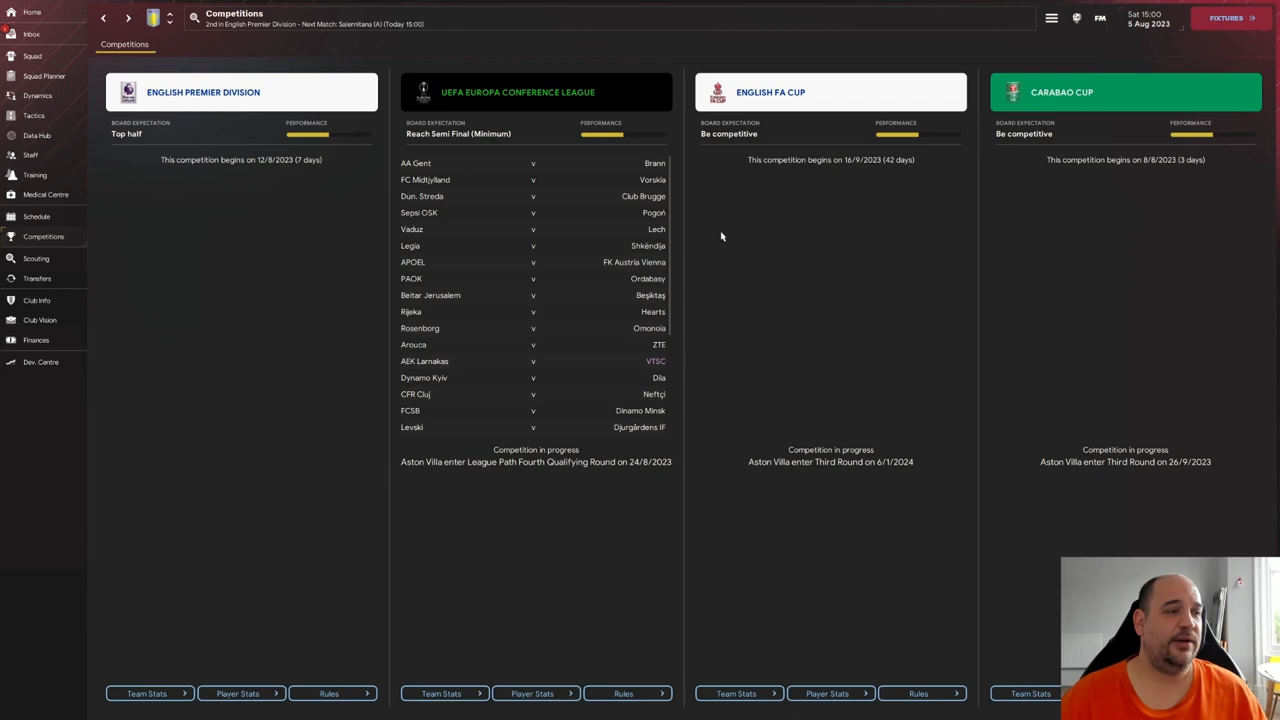 Home
Inbox
Squad
Squad Planner
Dynamics
Tactics
Data Hub
Staff
Training
Medical Centre
Schedule
Competitions
Scouting
Transfers
Club Info
Club Vision
Finances
Dev. Centre
Competitions
2nd in English Premier Division - Next Match: Salernitana (A) (Today 15:00)
FM
Sat 15:00
5 Aug 2023
FIXTURES
Competitions
ENGLISH PREMIER DIVISION
BOARD EXPECTATION PERFORMANCE
Top half
This competition begins on 12/8/2023 (7 days)
Team Stats
Player Stats
Rules
UEFA EUROPA CONFERENCE LEAGUE
BOARD EXPECTATION PERFORMANCE
Reach Semi Final (Minimum)
AA Gent v Brann
FC Midtjylland v Vorskla
Dun. Streda v Club Brugge
Sepsi OSK v Pogoń
Vaduz v Lech
Legia v Shkëndija
APOEL v FK Austria Vienna
PAOK v Ordabasy
Beitar Jerusalem v Beşiktaş
Rijeka v Hearts
Rosenborg v Omonoia
Arouca v ZTE
AEK Larnakas v VTSC
Dynamo Kyiv v Dila
CFR Cluj v Neftçi
FCSB v Dinamo Minsk
Levski v Djurgårdens IF
Competition in progress
Aston Villa enter League Path Fourth Qualifying Round on 24/8/2023
Team Stats
Player Stats
Rules
ENGLISH FA CUP
BOARD EXPECTATION PERFORMANCE
Be competitive
This competition begins on 16/9/2023 (42 days)
Competition in progress
Aston Villa enter Third Round on 6/1/2024
Team Stats
Player Stats
Rules
CARABAO CUP
BOARD EXPECTATION PERFORMANCE
Be competitive
This competition begins on 8/8/2023 (3 days)
Competition in progress
Aston Villa enter Third Round on 26/9/2023
Team Stats